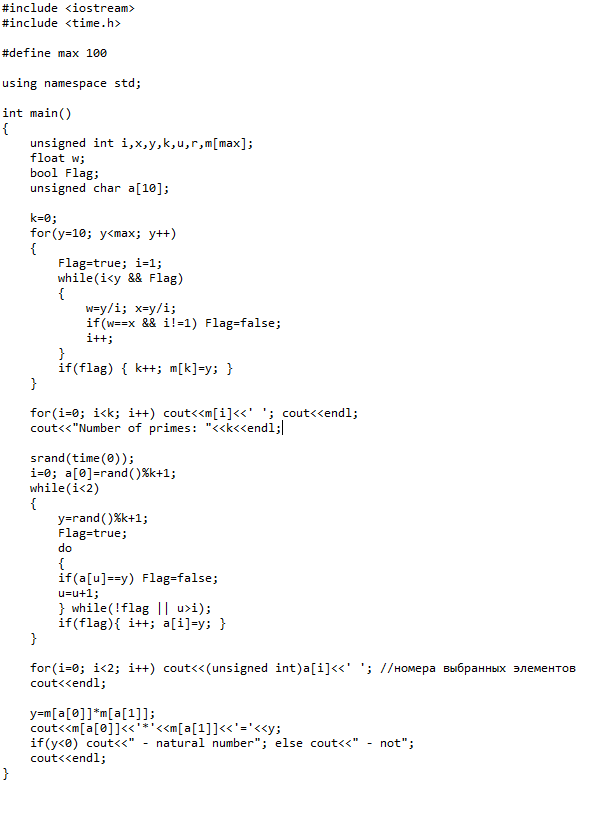 #include <iostream>
#include <time.h>
#define max 100
using namespace std;
int main()
{
unsigned int i,x,y,k,u,r,m[max];
float w;
bool Flag;
unsigned char a[10];
k=0;
for(y=10; y<max; y++)
{
Flag=true; i=1;
while(i<y && Flag)
{
w=y/i; x=y/i;
if(w==x && i!=1) Flag=false;
i++;
}
if(flag) { k++; m[k]=y; }
}
for(i=0; i<k; i++) cout<<m[i]<<' '; cout<<endl;
cout<<"Number of primes: "<<k<<endl;
srand(time(0));
i=0; a[0]=rand()%k+1;
while(i<2)
{
y=rand()%k+1;
Flag=true;
do
{
if(a[u]==y) Flag=false;
u=u+1;
} while(!flag || u>i);
if(flag){ i++; a[i]=y; }
}
for(i=0; i<2; i++) cout<<(unsigned int)a[i]<<' '; //номера выбранных элементов
cout<<endl;
y=m[a[0]]*m[a[1]];
cout<<m[a[0]]<<'*'<<m[a[1]]<<'='<<y;
if(y<0) cout<<" - natural number"; else cout<<" - not";
cout<<endl;
}